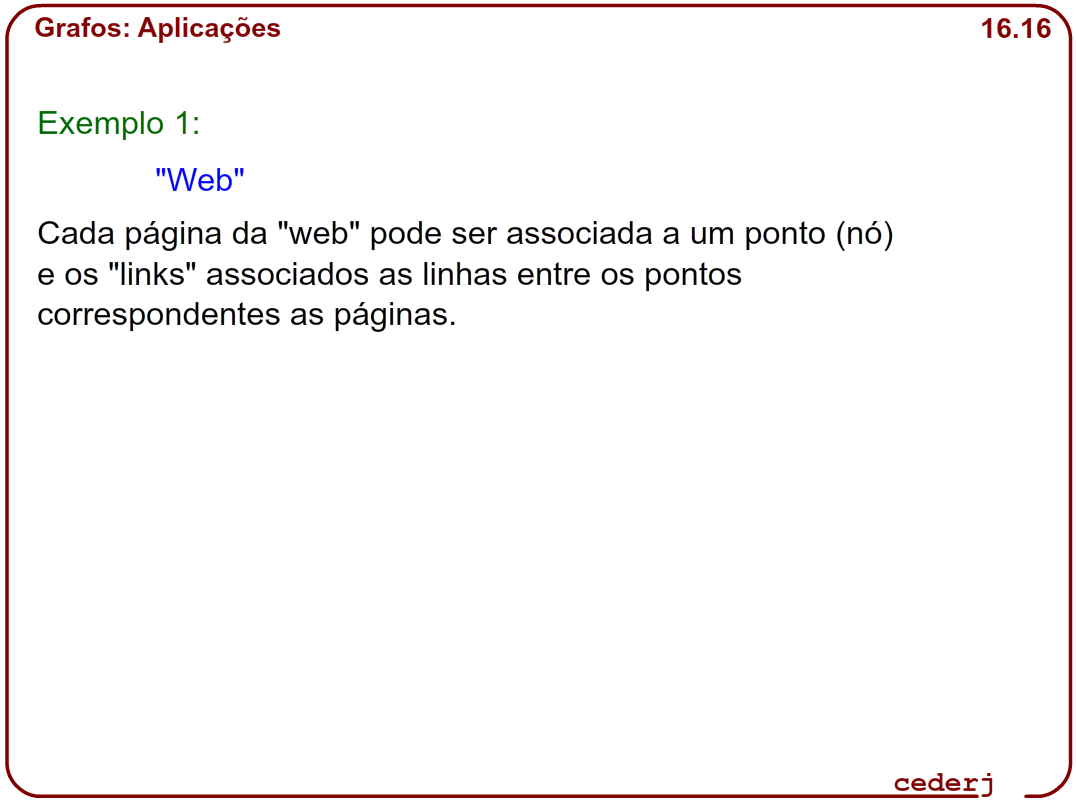 Grafos: Aplicações
16.16
Exemplo 1:
"Web"
Cada página da "web" pode ser associada a um ponto (nó)
e os "links" associados as linhas entre os pontos
correspondentes as páginas.
cederj